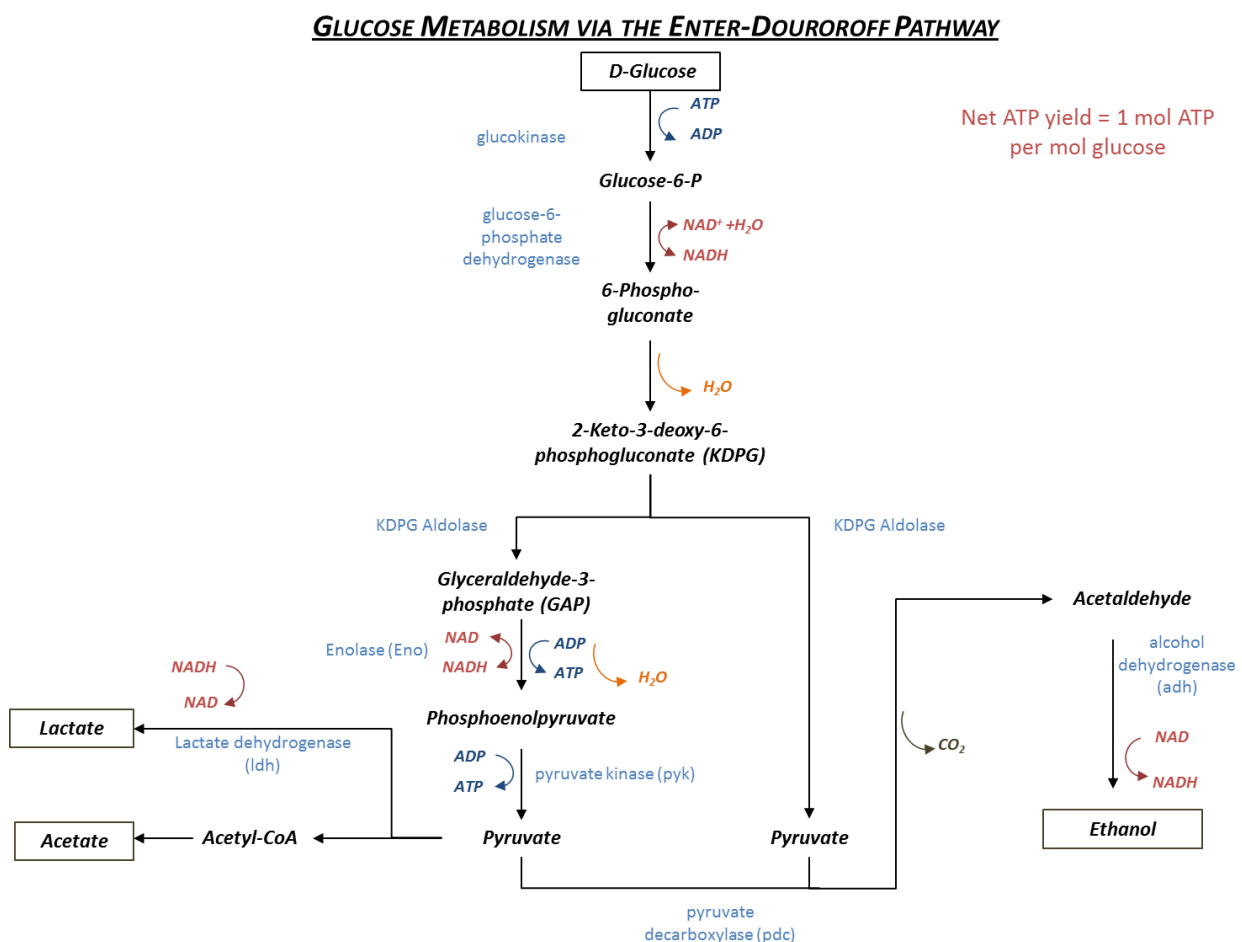 GLUCOSE METABOLISM VIA THE ENTER-DOUROROFF PATHWAY
D-Glucose
ATP
ADP
glucokinase
Net ATP yield = 1 mol ATP
per mol glucose
Glucose-6-P
glucose-6-
phosphate
dehydrogenase
NAD⁺ +H₂O
NADH
6-Phospho-
gluconate
H₂O
2-Keto-3-deoxy-6-
phosphogluconate (KDPG)
KDPG Aldolase
KDPG Aldolase
Glyceraldehyde-3-
phosphate (GAP)
Acetaldehyde
Enolase (Eno)
NAD
NADH
ADP
ATP
H₂O
alcohol
dehydrogenase
(adh)
NADH
NAD
Phosphoenolpyruvate
Lactate
Lactate dehydrogenase
(ldh)
ADP
ATP
pyruvate kinase (pyk)
CO₂
NAD
NADH
Acetate
Acetyl-CoA
Pyruvate
Pyruvate
Ethanol
pyruvate
decarboxylase (pdc)